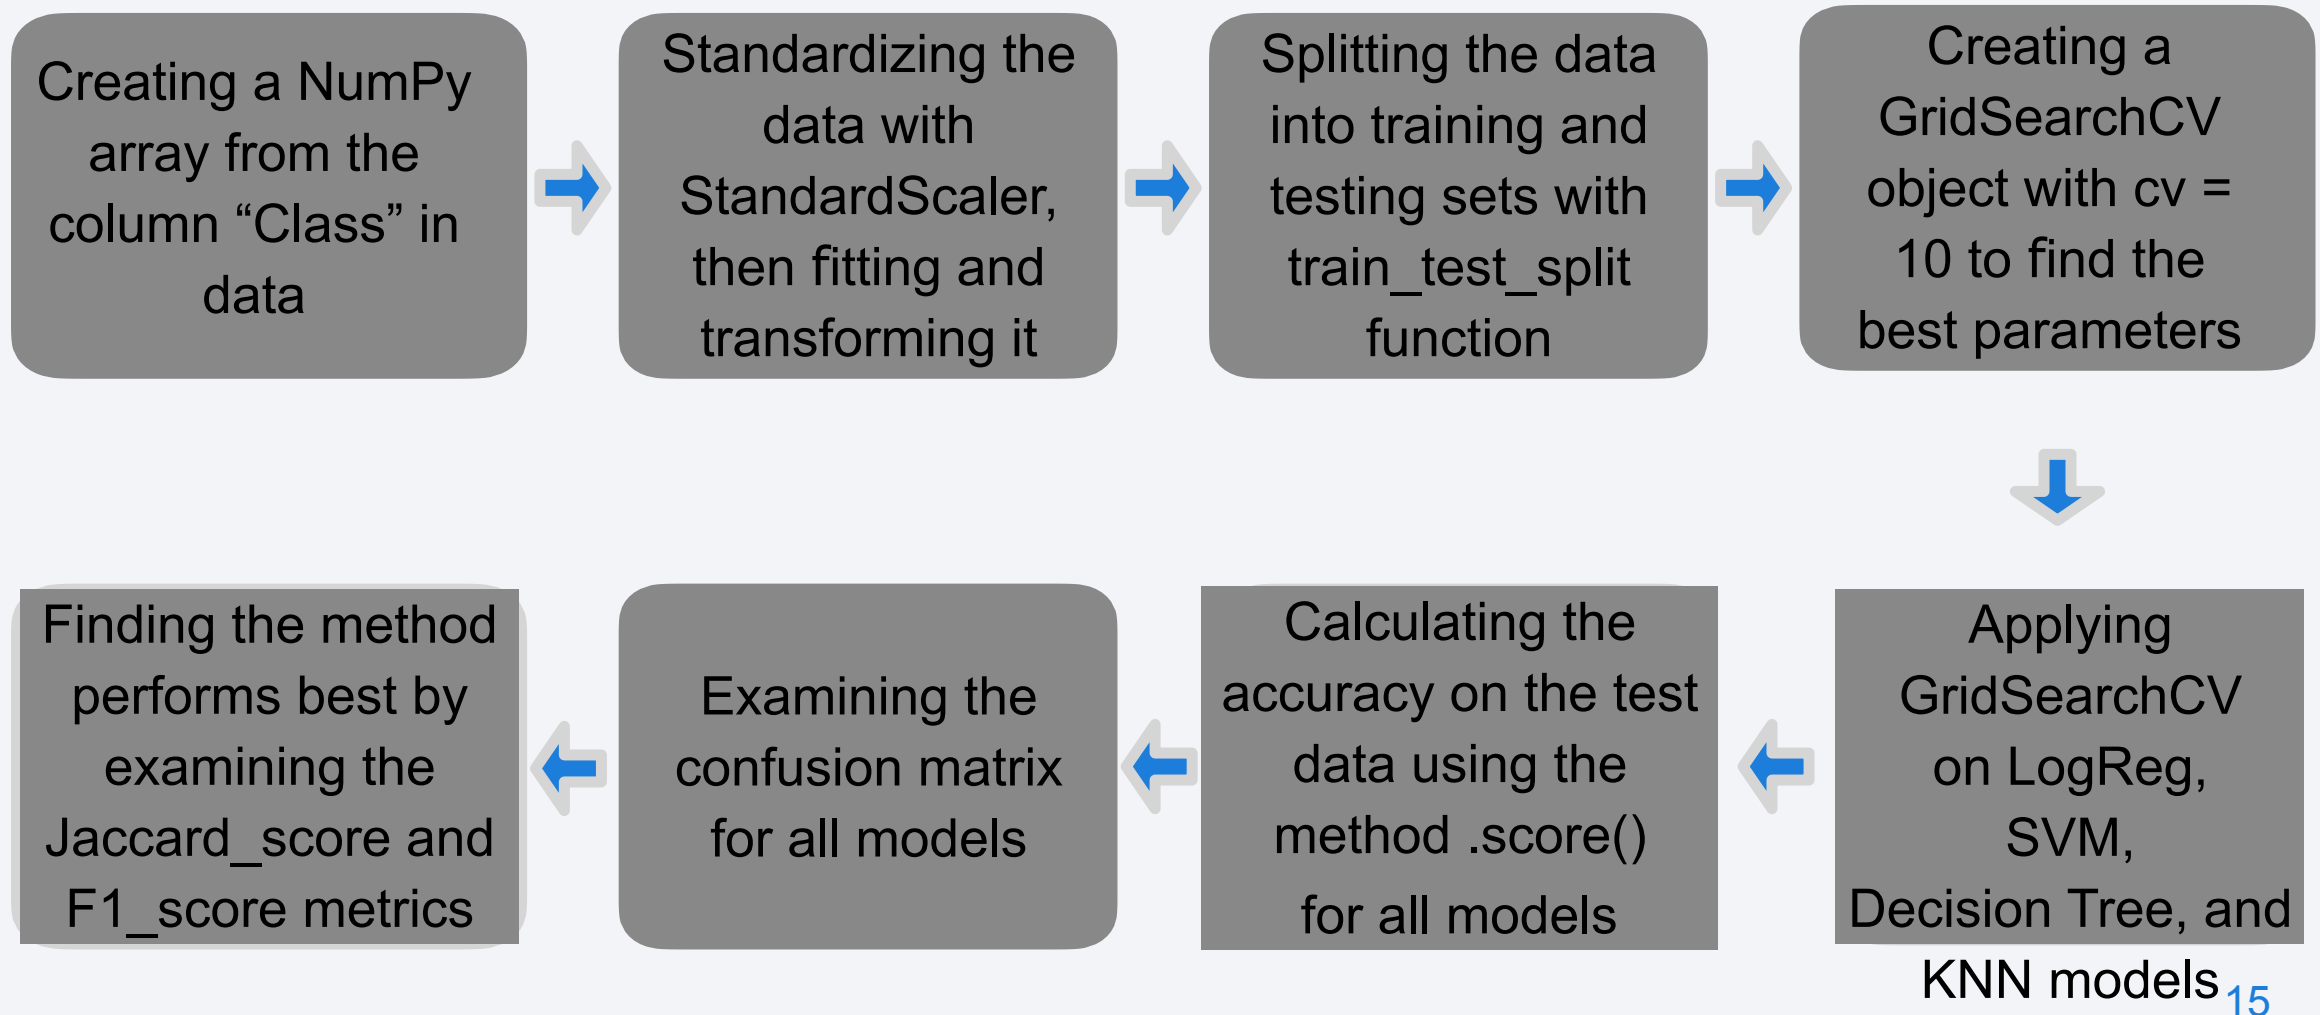 Creating a NumPy
array from the
column “Class” in
data
Standardizing the
data with
StandardScaler,
then fitting and
transforming it
Splitting the data
into training and
testing sets with
train_test_split
function
Creating a
GridSearchCV
object with cv =
10 to find the
best parameters
Applying
GridSearchCV
on LogReg,
SVM,
Decision Tree, and
KNN models
Calculating the
accuracy on the test
data using the
method .score()
for all models
Examining the
confusion matrix
for all models
Finding the method
performs best by
examining the
Jaccard_score and
F1_score metrics
15